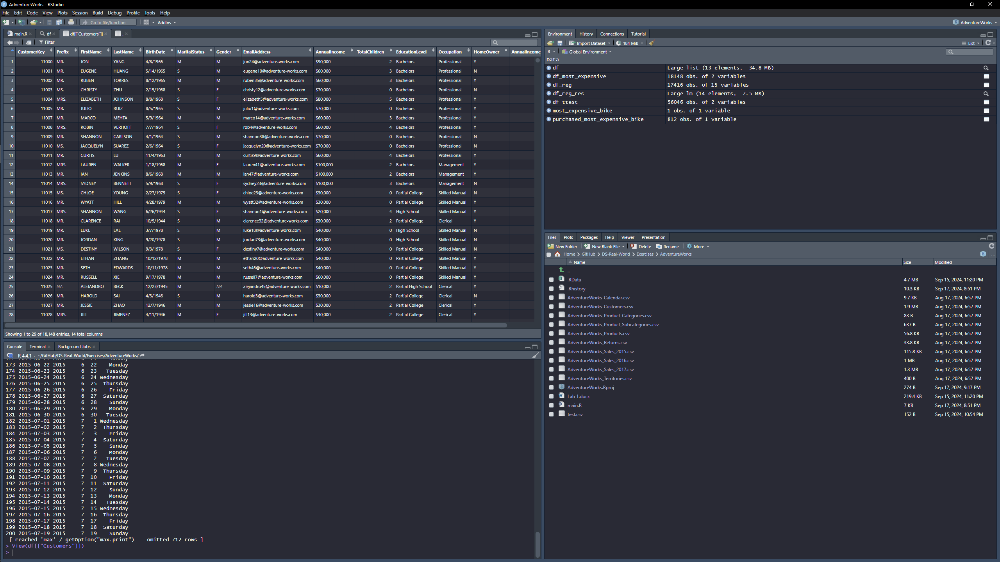 AdventureWorks - RStudio
File Edit Code View Plots Session Build Debug Profile Tools Help
Go to file/function Addins AdventureWorks
main.R df df[["Customers"]] .
Filter
CustomerKey Prefix FirstName LastName BirthDate MaritalStatus Gender EmailAddress AnnualIncome TotalChildren EducationLevel Occupation HomeOwner AnnualIncome_
1 11000 MR. JON YANG 4/8/1966 M M jon24@adventure-works.com $90,000 2 Bachelors Professional Y
2 11001 MR. EUGENE HUANG 5/14/1965 S M eugene10@adventure-works.com $60,000 3 Bachelors Professional N
3 11002 MR. RUBEN TORRES 8/12/1965 M M ruben35@adventure-works.com $60,000 3 Bachelors Professional Y
4 11003 MS. CHRISTY ZHU 2/15/1968 S F christy12@adventure-works.com $70,000 0 Bachelors Professional N
5 11004 MRS. ELIZABETH JOHNSON 8/8/1968 S F elizabeth5@adventure-works.com $80,000 5 Bachelors Professional Y
6 11005 MR. JULIO RUIZ 8/5/1965 S M julio1@adventure-works.com $70,000 0 Bachelors Professional Y
7 11007 MR. MARCO MEHTA 5/9/1964 M M marco14@adventure-works.com $60,000 3 Bachelors Professional Y
8 11008 MRS. ROBIN VERHOFF 7/7/1964 S F rob4@adventure-works.com $60,000 4 Bachelors Professional Y
9 11009 MR. SHANNON CARLSON 4/1/1964 S M shannon38@adventure-works.com $70,000 0 Bachelors Professional N
10 11010 MS. JACQUELYN SUAREZ 2/6/1964 S F jacquelyn20@adventure-works.com $70,000 0 Bachelors Professional N
11 11011 MR. CURTIS LU 11/4/1963 M M curtis9@adventure-works.com $60,000 4 Bachelors Professional Y
12 11012 MRS. LAUREN WALKER 1/18/1968 M F lauren41@adventure-works.com $100,000 2 Bachelors Management Y
13 11013 MR. IAN JENKINS 8/6/1968 M M ian47@adventure-works.com $100,000 2 Bachelors Management Y
14 11014 MRS. SYDNEY BENNETT 5/9/1968 S F sydney23@adventure-works.com $100,000 3 Bachelors Management N
15 11015 MS. CHLOE YOUNG 2/27/1979 S F chloe23@adventure-works.com $30,000 0 Partial College Skilled Manual N
16 11016 MR. WYATT HILL 4/28/1979 M M wyatt32@adventure-works.com $30,000 0 Partial College Skilled Manual Y
17 11017 MRS. SHANNON WANG 6/26/1944 S F shannon1@adventure-works.com $20,000 4 High School Skilled Manual Y
18 11018 MR. CLARENCE RAI 10/9/1944 S M clarence32@adventure-works.com $30,000 2 Partial College Clerical Y
19 11019 MR. LUKE LAL 3/7/1978 S M luke18@adventure-works.com $40,000 0 High School Skilled Manual N
20 11020 MR. JORDAN KING 9/20/1978 S M jordan73@adventure-works.com $40,000 0 High School Skilled Manual N
21 11021 MS. DESTINY WILSON 9/3/1978 S F destiny7@adventure-works.com $40,000 0 Partial College Skilled Manual N
22 11022 MR. ETHAN ZHANG 10/12/1978 M M ethan20@adventure-works.com $40,000 0 Partial College Skilled Manual Y
23 11023 MR. SETH EDWARDS 10/11/1978 M M seth46@adventure-works.com $40,000 0 Partial College Skilled Manual Y
24 11024 MR. RUSSELL XIE 9/17/1978 M M russell7@adventure-works.com $60,000 0 Partial College Skilled Manual Y
25 11025 NA ALEJANDRO BECK 12/23/1945 M NA alejandro45@adventure-works.com $10,000 2 Partial High School Clerical Y
26 11026 MR. HAROLD SAI 4/3/1946 S M harold3@adventure-works.com $30,000 2 Partial College Clerical N
27 11027 MR. JESSIE ZHAO 12/7/1946 M M jessie16@adventure-works.com $30,000 2 Partial College Clerical Y
28 11028 MRS. JILL JIMENEZ 4/11/1946 M F jill13@adventure-works.com $30,000 2 Partial College Clerical Y
Showing 1 to 29 of 18,148 entries, 14 total columns
Console Terminal Background Jobs
R 4.4.1 · ~/GitHub/DS-Real-World/Exercises/AdventureWorks/
172 2015-06-21 2015 6 21 Sunday
173 2015-06-22 2015 6 22 Monday
174 2015-06-23 2015 6 23 Tuesday
175 2015-06-24 2015 6 24 Wednesday
176 2015-06-25 2015 6 25 Thursday
177 2015-06-26 2015 6 26 Friday
178 2015-06-27 2015 6 27 Saturday
179 2015-06-28 2015 6 28 Sunday
180 2015-06-29 2015 6 29 Monday
181 2015-06-30 2015 6 30 Tuesday
182 2015-07-01 2015 7 1 Wednesday
183 2015-07-02 2015 7 2 Thursday
184 2015-07-03 2015 7 3 Friday
185 2015-07-04 2015 7 4 Saturday
186 2015-07-05 2015 7 5 Sunday
187 2015-07-06 2015 7 6 Monday
188 2015-07-07 2015 7 7 Tuesday
189 2015-07-08 2015 7 8 Wednesday
190 2015-07-09 2015 7 9 Thursday
191 2015-07-10 2015 7 10 Friday
192 2015-07-11 2015 7 11 Saturday
193 2015-07-12 2015 7 12 Sunday
194 2015-07-13 2015 7 13 Monday
195 2015-07-14 2015 7 14 Tuesday
196 2015-07-15 2015 7 15 Wednesday
197 2015-07-16 2015 7 16 Thursday
198 2015-07-17 2015 7 17 Friday
199 2015-07-18 2015 7 18 Saturday
200 2015-07-19 2015 7 19 Sunday
[ reached 'max' / getOption("max.print") -- omitted 712 rows ]
> View(df[["Customers"]])
>
Environment History Connections Tutorial
Import Dataset 184 MiB List
R Global Environment
Data
df Large list (13 elements, 34.8 MB)
df_most_expensive 18148 obs. of 2 variables
df_reg 17416 obs. of 15 variables
df_reg_res Large lm (14 elements, 7.5 MB)
df_ttest 56046 obs. of 2 variables
most_expensive_bike 1 obs. of 1 variable
purchased_most_expensive_bike 812 obs. of 1 variable
Files Plots Packages Help Viewer Presentation
New Folder New Blank File Delete Rename More
Home GitHub DS-Real-World Exercises AdventureWorks ...
Name Size Modified
..
.RData 4.7 MB Sep 15, 2024, 11:20 PM
.Rhistory 10.3 KB Sep 17, 2024, 8:51 PM
AdventureWorks_Calendar.csv 9.7 KB Aug 17, 2024, 6:57 PM
AdventureWorks_Customers.csv 1.9 MB Aug 17, 2024, 6:57 PM
AdventureWorks_Product_Categories.csv 83 B Aug 17, 2024, 6:57 PM
AdventureWorks_Product_Subcategories.csv 637 B Aug 17, 2024, 6:57 PM
AdventureWorks_Products.csv 56.8 KB Aug 17, 2024, 6:57 PM
AdventureWorks_Returns.csv 33.8 KB Aug 17, 2024, 6:57 PM
AdventureWorks_Sales_2015.csv 115.8 KB Aug 17, 2024, 6:57 PM
AdventureWorks_Sales_2016.csv 1 MB Aug 17, 2024, 6:57 PM
AdventureWorks_Sales_2017.csv 1.3 MB Aug 17, 2024, 6:57 PM
AdventureWorks_Territories.csv 400 B Aug 17, 2024, 6:57 PM
AdventureWorks.Rproj 274 B Sep 17, 2024, 9:17 PM
Lab 1.docx 219.4 KB Sep 15, 2024, 11:20 PM
main.R 7 KB Sep 17, 2024, 8:51 PM
test.csv 152 B Sep 15, 2024, 10:54 PM